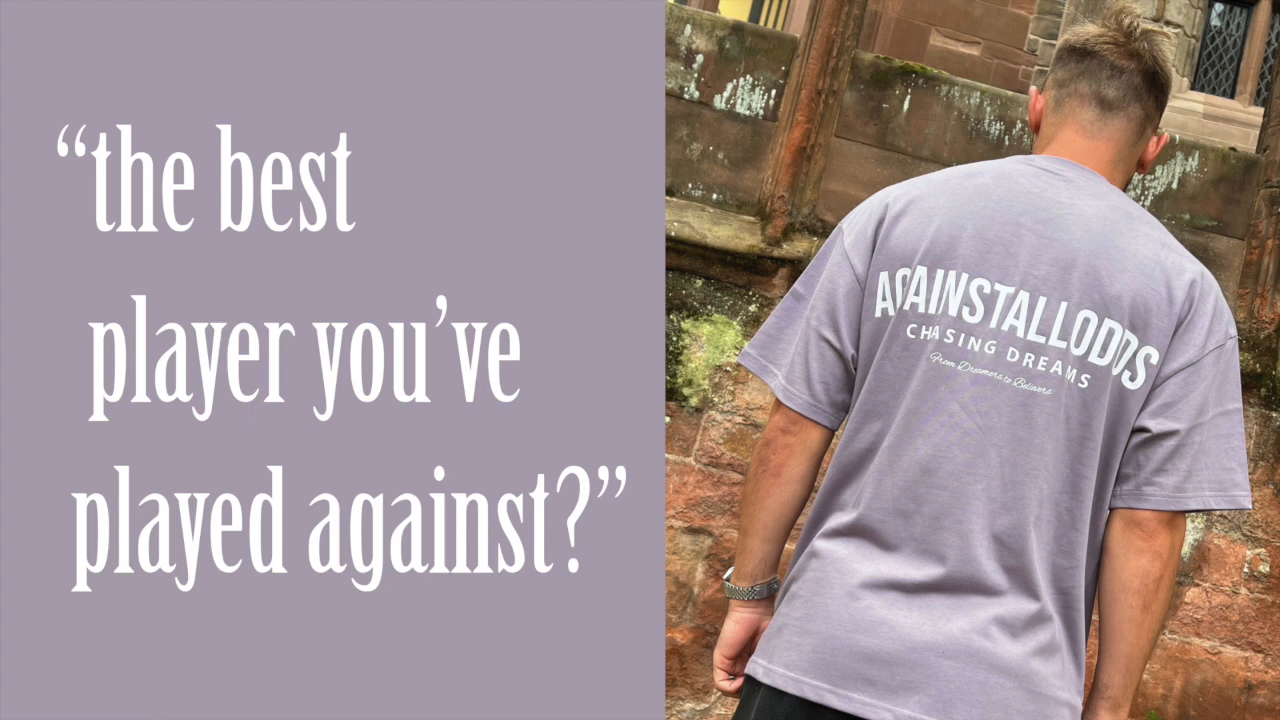 “the best
player you’ve
played against?”
AGAINSTALLODDS
CHASING DREAMS
From Dreamers to Believers